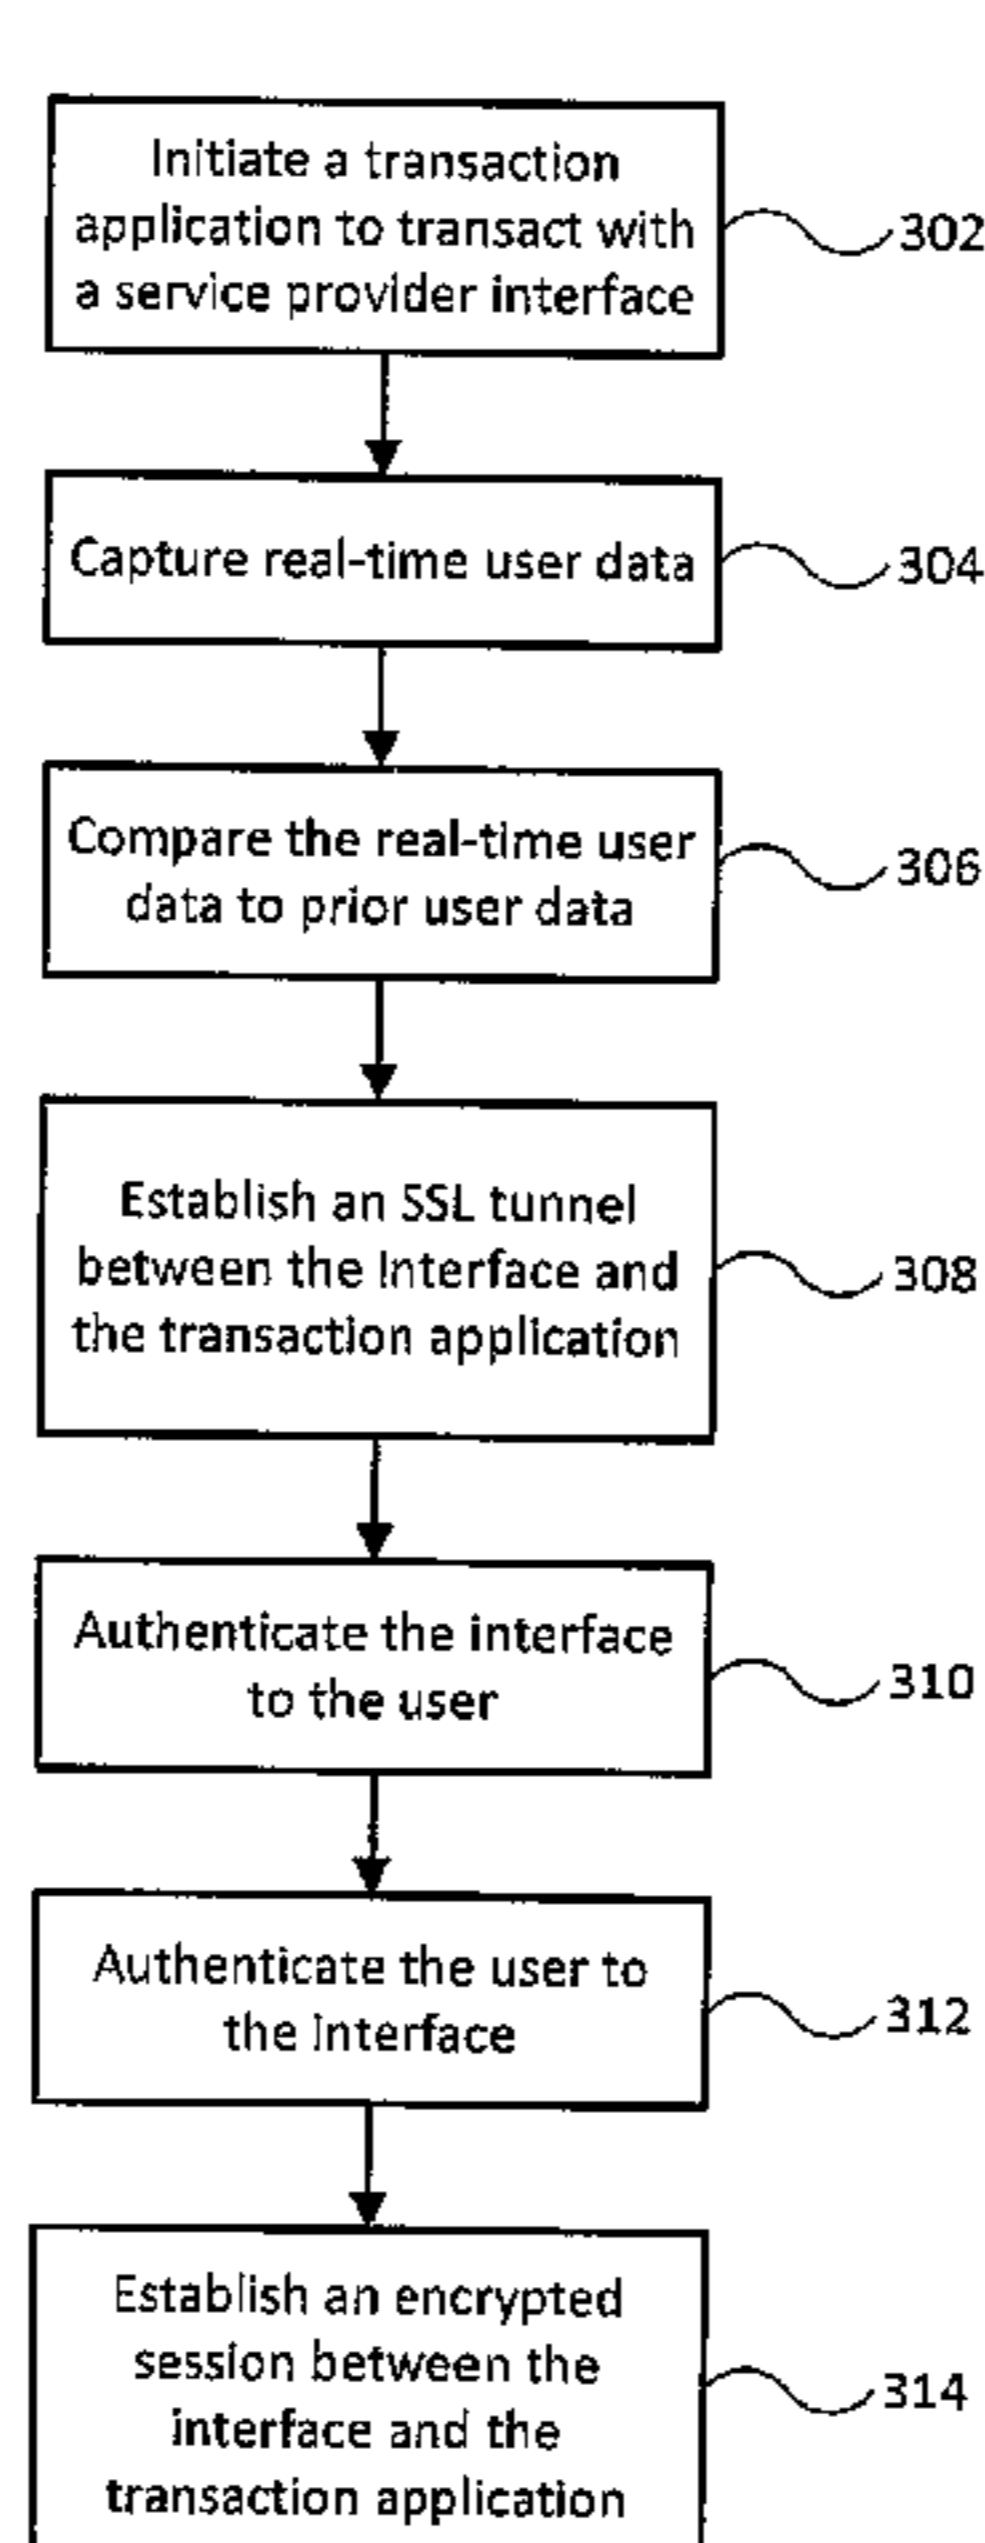 Initiate a transaction
application to transact with
a service provider interface
302
Capture real-time user data
304
Compare the real-time user
data to prior user data
306
Establish an SSL tunnel
between the interface and
the transaction application
308
Authenticate the interface
to the user
310
Authenticate the user to
the interface
312
Establish an encrypted
session between the
interface and the
transaction application
314